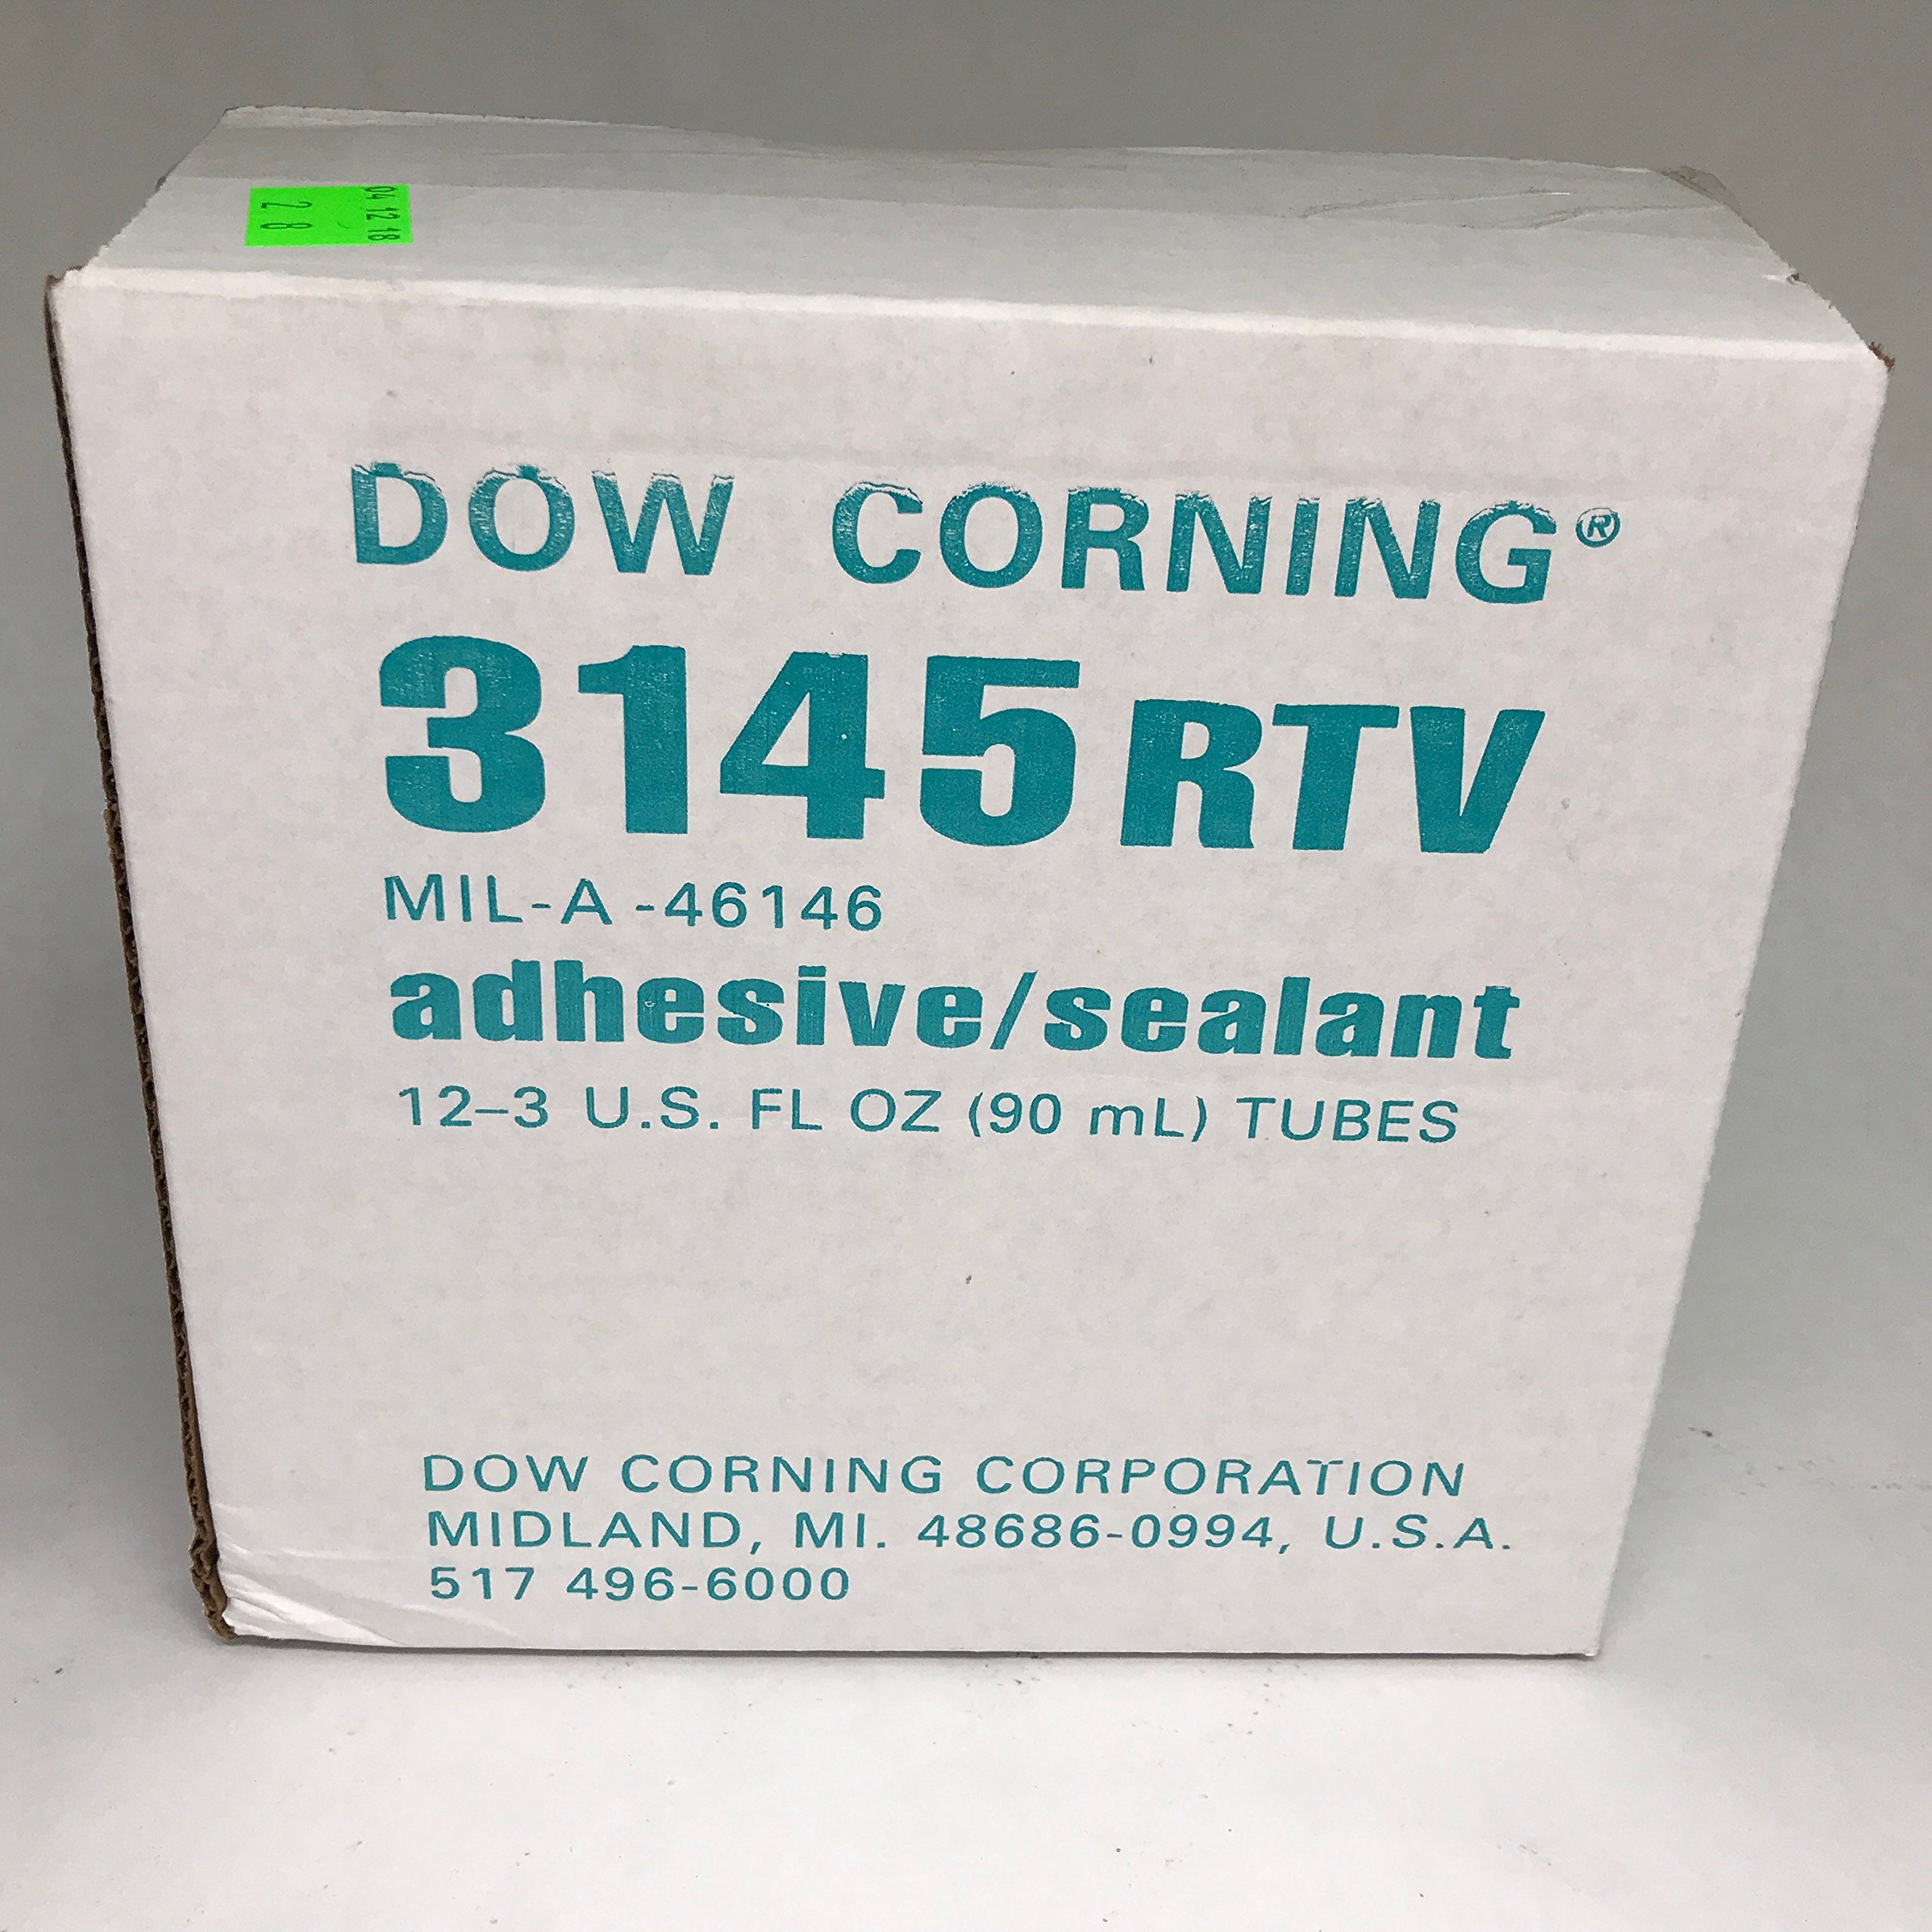 04 12 18
2 8
DOW CORNING®
3145 RTV
MIL-A -46146
adhesive/sealant
12–3 U.S. FL OZ (90 mL) TUBES
DOW CORNING CORPORATION
MIDLAND, MI. 48686-0994, U.S.A.
517 496-6000